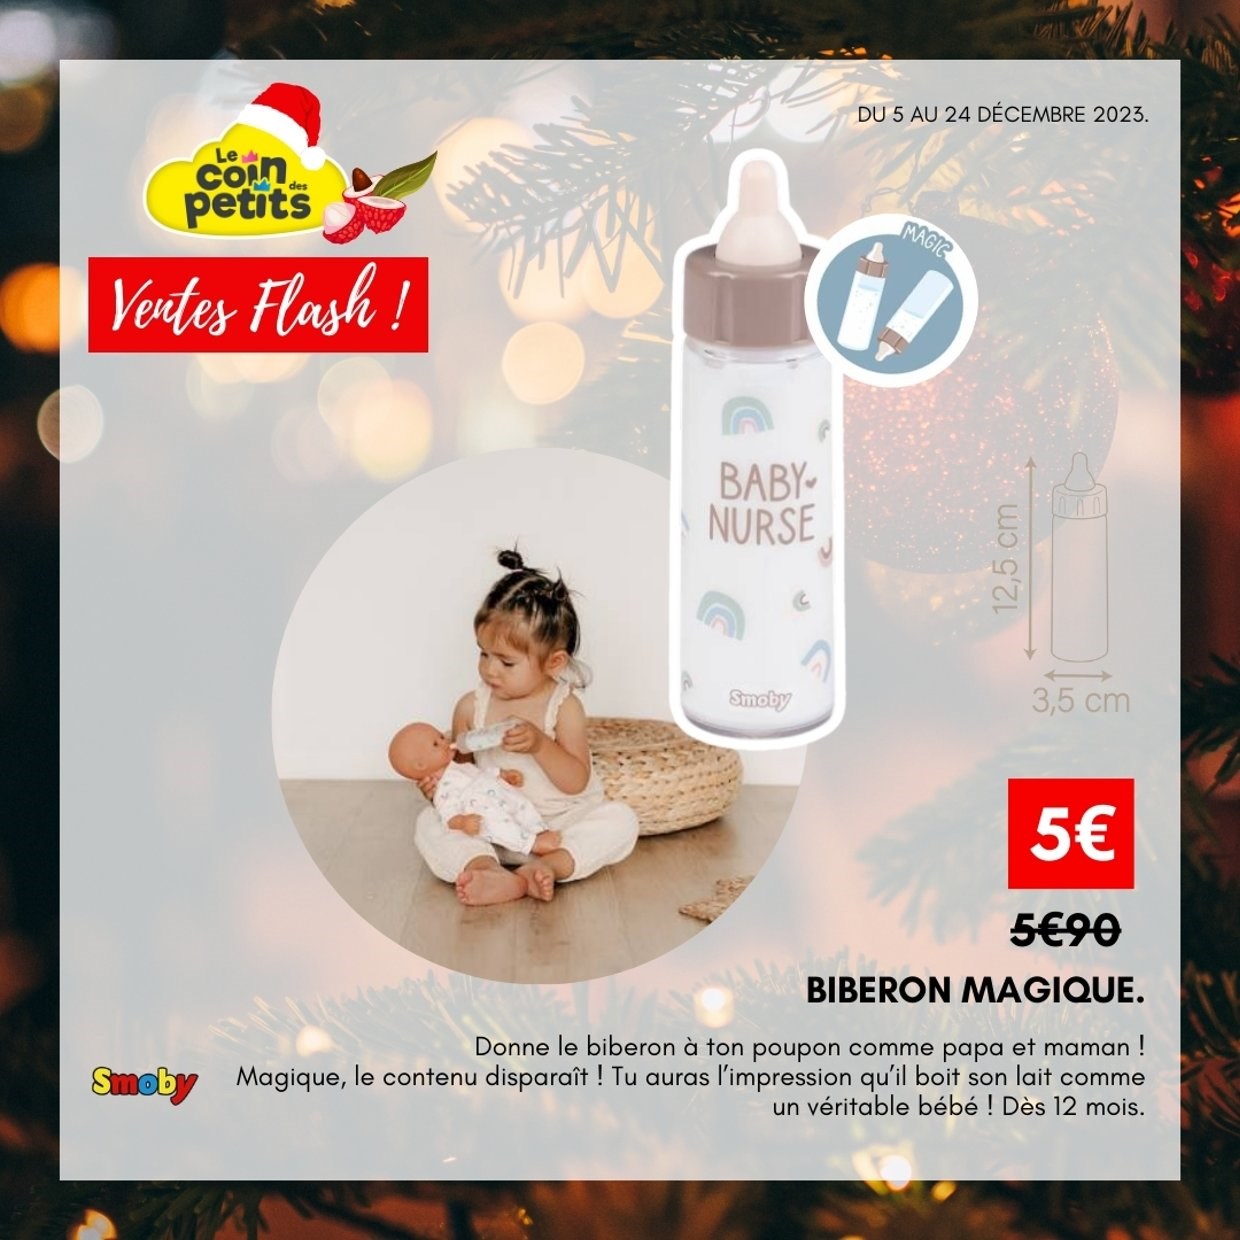 DU 5 AU 24 DÉCEMBRE 2023.
Le
coin
des
petits
Ventes Flash !
MAGIC
BABY
NURSE
Smoby
12,5 cm
3,5 cm
5€
5€90
BIBERON MAGIQUE.
Donne le biberon à ton poupon comme papa et maman !
Magique, le contenu disparaît ! Tu auras l’impression qu’il boit son lait comme
un véritable bébé ! Dès 12 mois.
Smoby